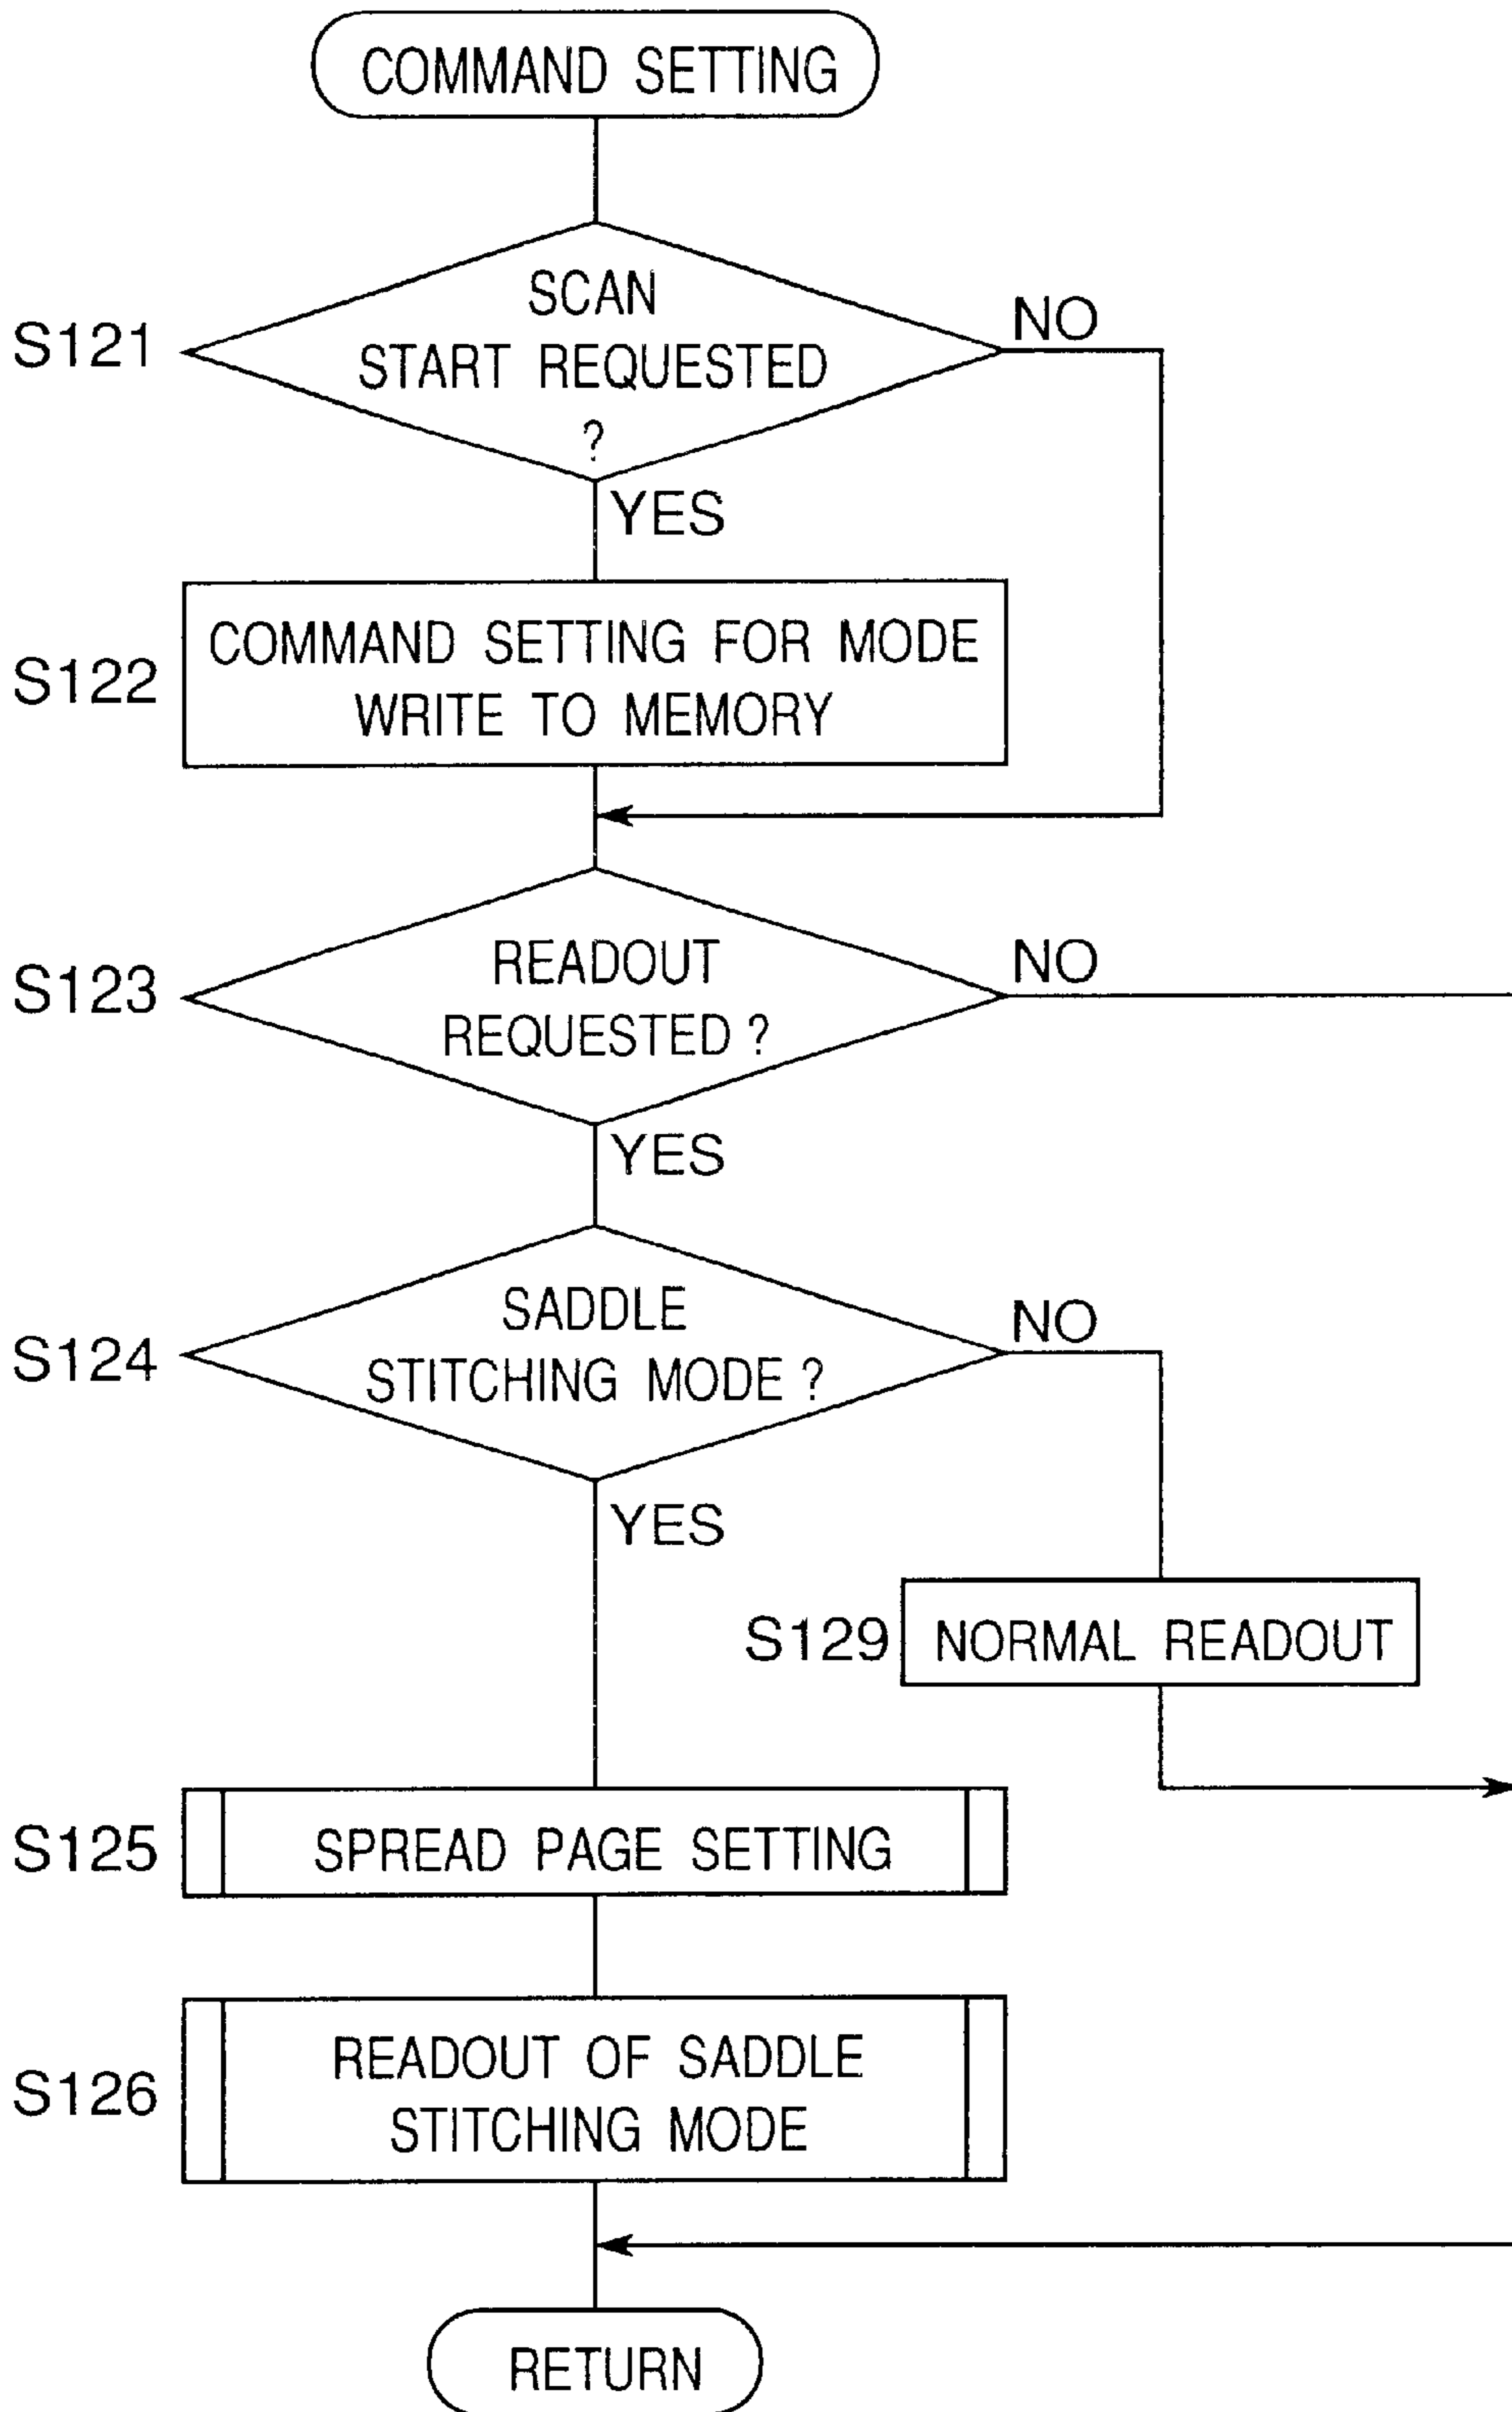 COMMAND SETTING
S121
SCAN
START REQUESTED
?
NO
YES
S122
COMMAND SETTING FOR MODE
WRITE TO MEMORY
S123
READOUT
REQUESTED ?
NO
YES
S124
SADDLE
STITCHING MODE ?
NO
YES
S129
NORMAL READOUT
S125
SPREAD PAGE SETTING
S126
READOUT OF SADDLE
STITCHING MODE
RETURN